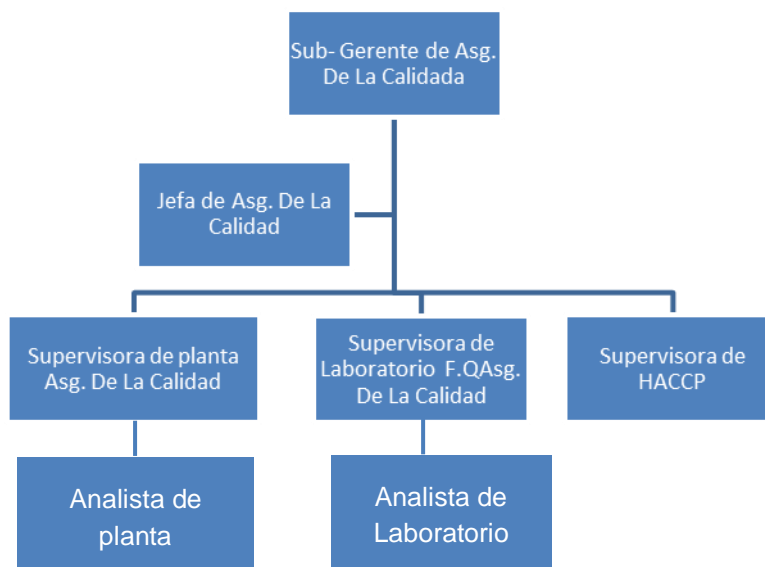 Sub- Gerente de Asg.
De La Calidada
Jefa de Asg. De La
Calidad
Supervisora de planta
Asg. De La Calidad
Supervisora de
Laboratorio F.QAsg.
De La Calidad
Supervisora de
HACCP
Analista de
planta
Analista de
Laboratorio